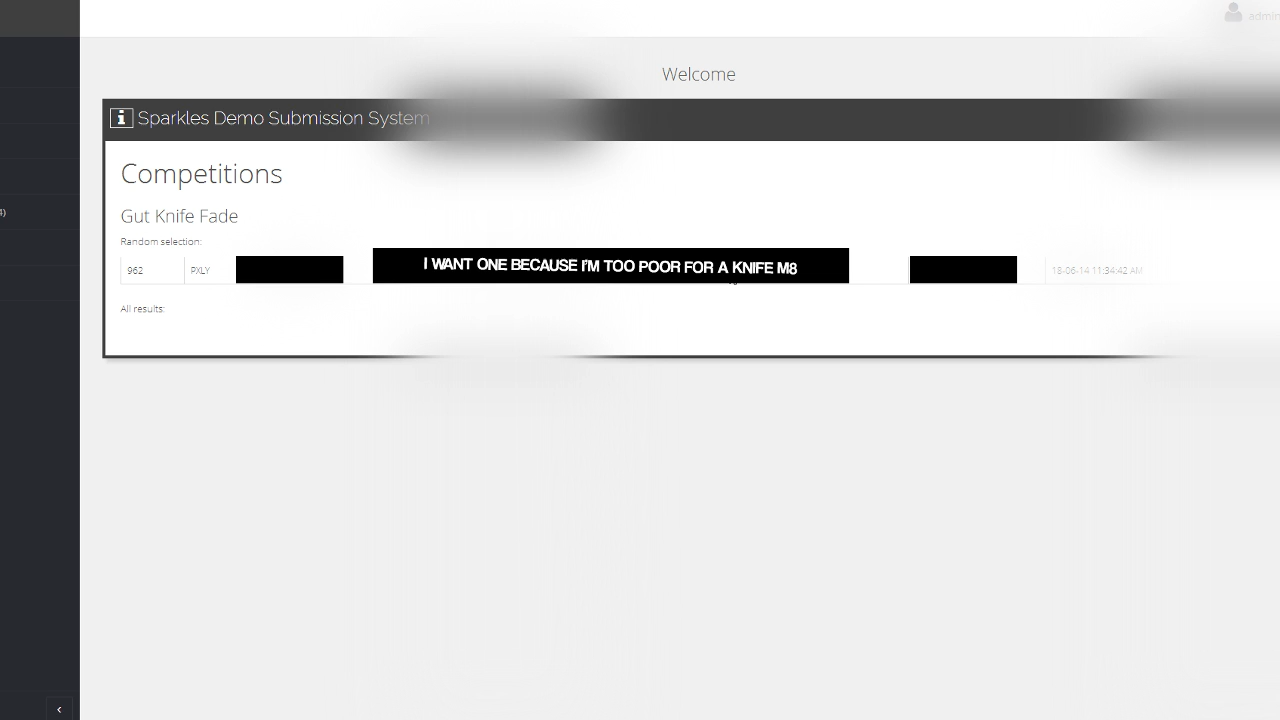 admin
Welcome
Sparkles Demo Submission System
Competitions
Gut Knife Fade
Random selection:
962 PXLY I WANT ONE BECAUSE I'M TOO POOR FOR A KNIFE M8 18-06-14 11:34:42 AM
All results: